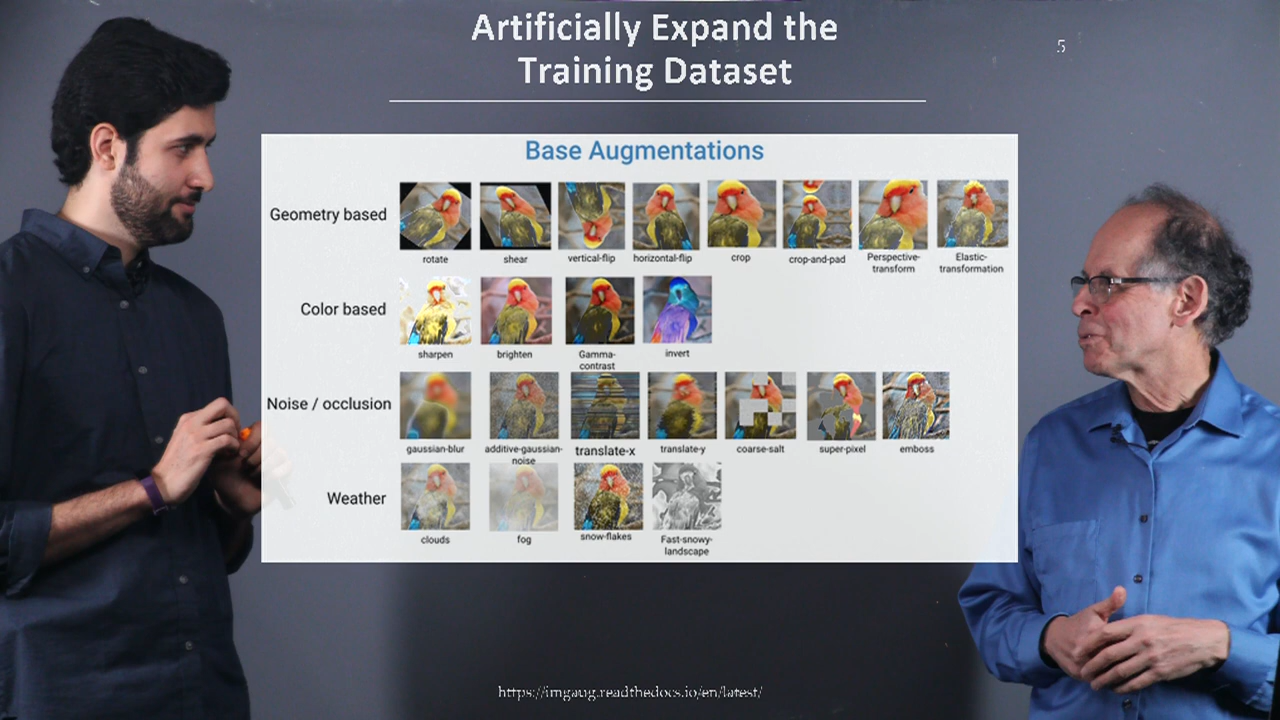 Artificially Expand the
Training Dataset
5
Base Augmentations
Geometry based
rotate
shear
vertical-flip
horizontal-flip
crop
crop-and-pad
Perspective-
transform
Elastic-
transformation
Color based
sharpen
brighten
Gamma-
contrast
invert
Noise / occlusion
gaussian-blur
additive-gaussian-
noise
translate-x
translate-y
coarse-salt
super-pixel
emboss
Weather
clouds
fog
snow-flakes
Fast-snowy-
landscape
https://imgaug.readthedocs.io/en/latest/